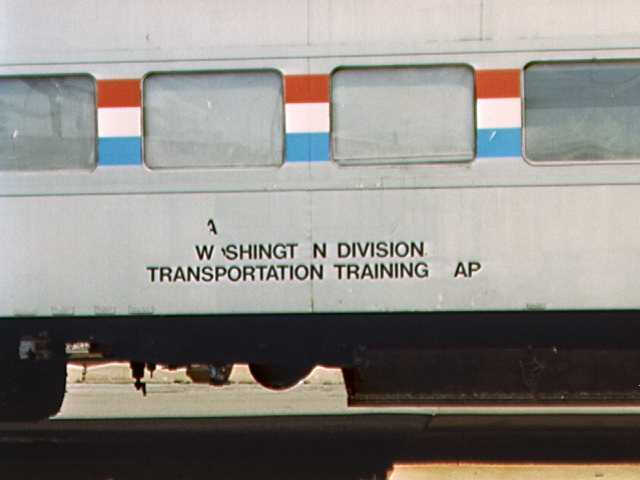 A
W SHINGT N DIVISION
TRANSPORTATION TRAINING AP